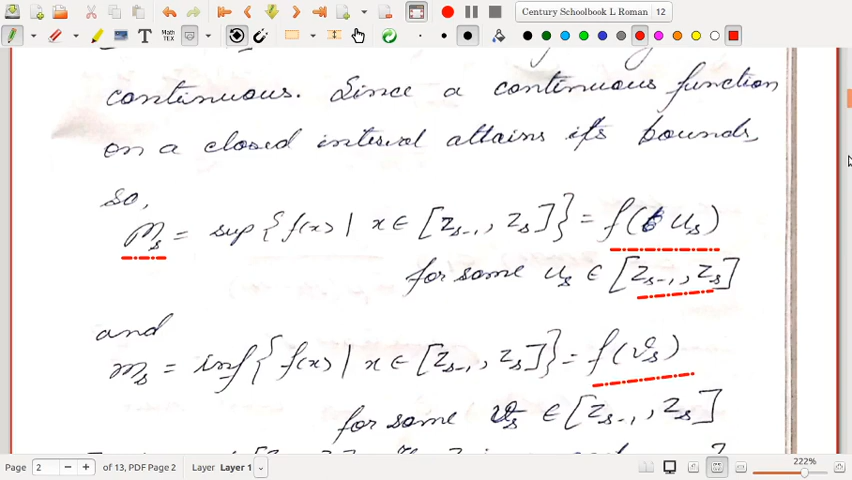 Century Schoolbook L Roman 12
T MATH TEX
continuous. Since a continuous function
on a closed interval attains its bounds,
so,
M_s = sup{f(x) | x ∈ [z_{s-1}, z_s]} = f(u_s)
for some u_s ∈ [z_{s-1}, z_s]
and
m_s = inf{f(x) | x ∈ [z_{s-1}, z_s]} = f(v_s)
for some v_s ∈ [z_{s-1}, z_s]
Page 2 of 13, PDF Page 2 Layer Layer 1 222%